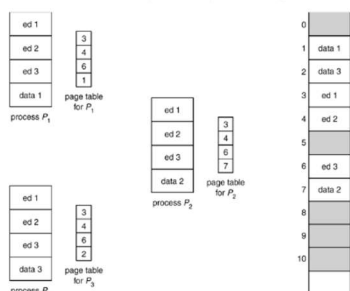 ed 1
ed 2
ed 3
data 1
process P1
3
4
6
1
page table
for P1
ed 1
ed 2
ed 3
data 2
process P2
3
4
6
7
page table
for P2
ed 1
ed 2
ed 3
data 3
3
4
6
2
page table
for P3
0
1 data 1
2 data 3
3 ed 1
4 ed 2
5
6 ed 3
7 data 2
8
9
10